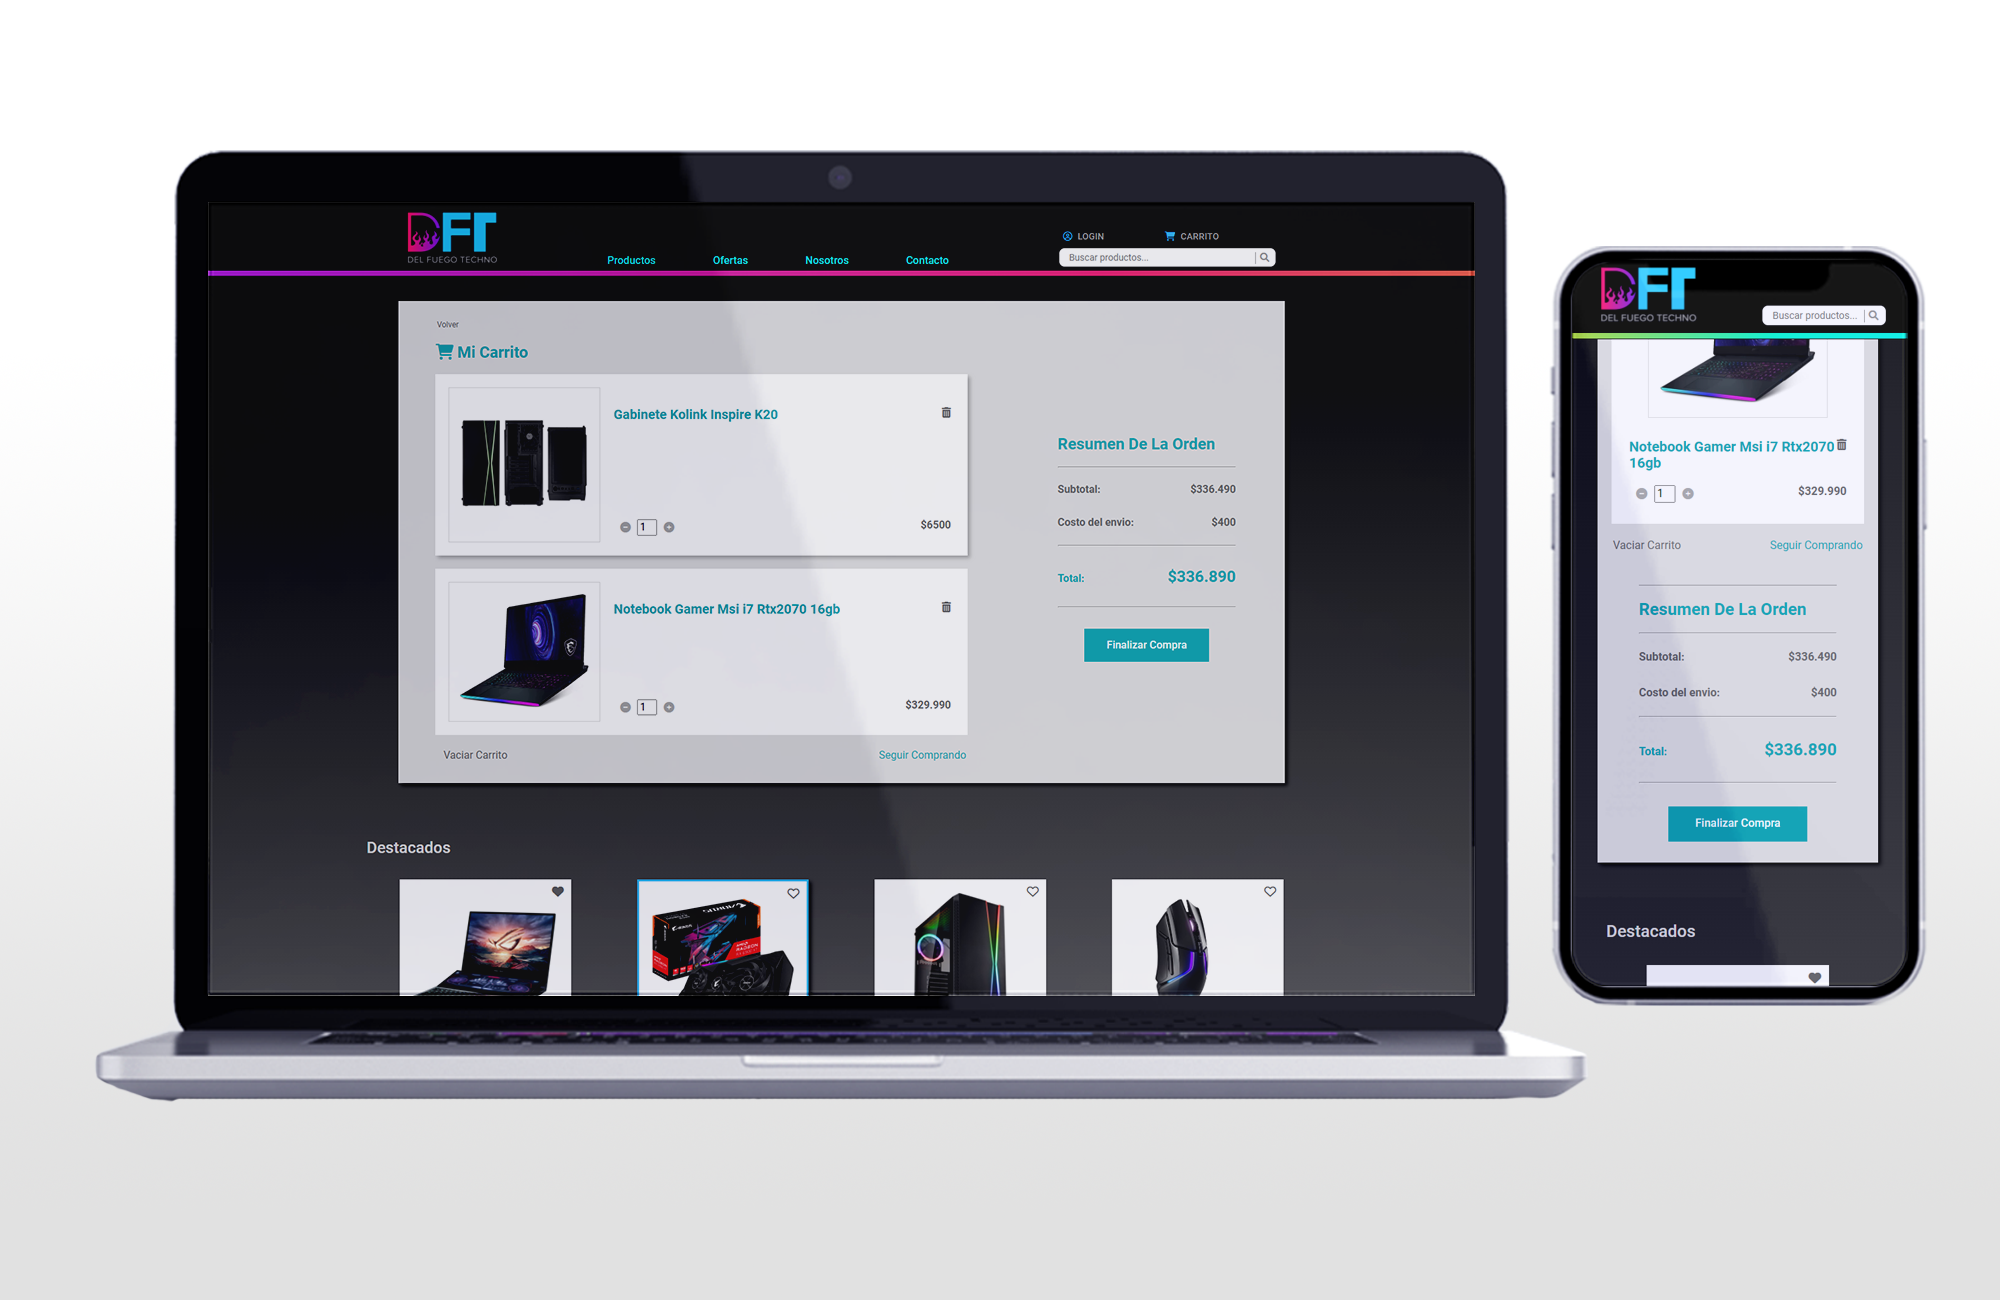 DFT
DEL FUEGO TECHNO
Productos
Ofertas
Nosotros
Contacto
LOGIN
CARRITO
Buscar productos...
Volver
Mi Carrito
Gabinete Kolink Inspire K20
1
$6500
Notebook Gamer Msi i7 Rtx2070 16gb
1
$329.990
Vaciar Carrito
Seguir Comprando
Resumen De La Orden
Subtotal: $336.490
Costo del envio: $400
Total: $336.890
Finalizar Compra
Destacados
DFT
DEL FUEGO TECHNO
Buscar productos...
Notebook Gamer Msi i7 Rtx2070
16gb
1
$329.990
Vaciar Carrito
Seguir Comprando
Resumen De La Orden
Subtotal: $336.490
Costo del envio: $400
Total: $336.890
Finalizar Compra
Destacados